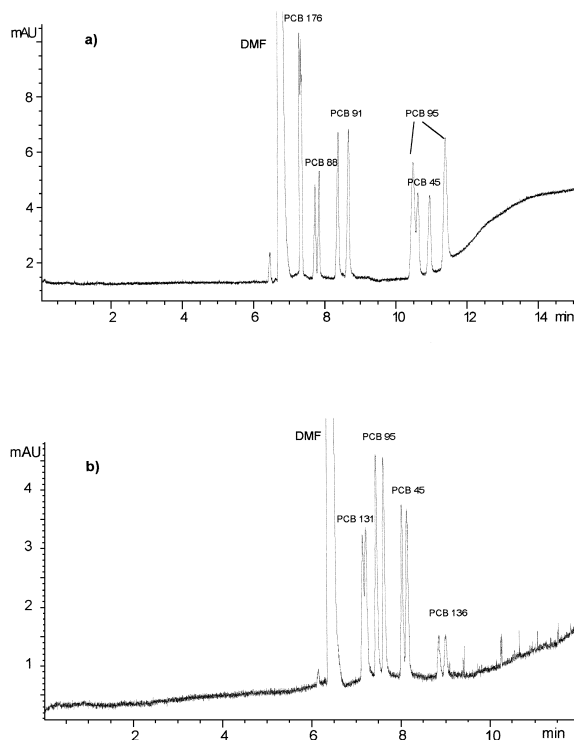 PCB 176
mAU
a)
DMF
PCB 91
PCB 95
8
PCB 88
6
PCB 45
4
2
2 4 6 8 10 12 14 min
DMF
PCB 95
mAU
b)
4
PCB 45
PCB 131
3
2
PCB 136
1
2 4 6 8 10 min